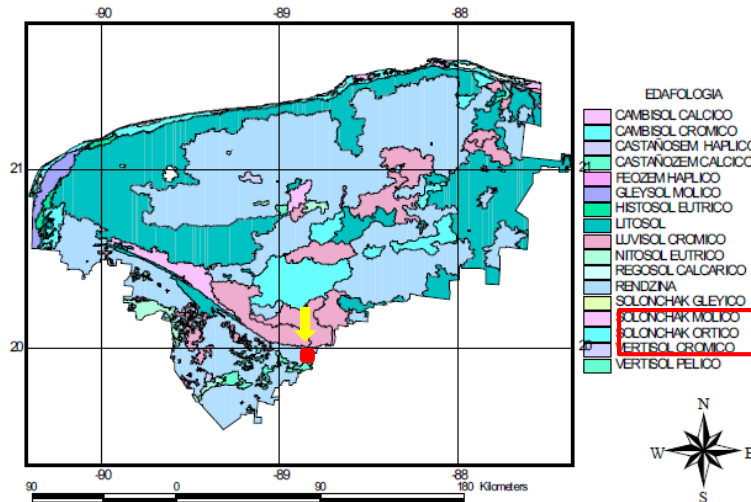 -90 -89 -88
EDAFOLOGIA
CAMBISOL CALCICO
CAMBISOL CROMICO
CASTAÑOSEM HAPLICO
CASTAÑOZEM CALCICO
FEOZEM HAPLICO
GLEYSOL MOLICO
HISTOSOL EUTRICO
LITOSOL
LUVISOL CROMICO
NITOSOL EUTRICO
REGOSOL CALCARICO
RENDZINA
SOLONCHAK GLEYICO
SOLONCHAK MOLICO
SOLONCHAK ORTICO
VERTISOL CROMICO
VERTISOL PELICO
21 21
20 20
-90 -89 -88
90 0 90 180 Kilometers
N
W E
S